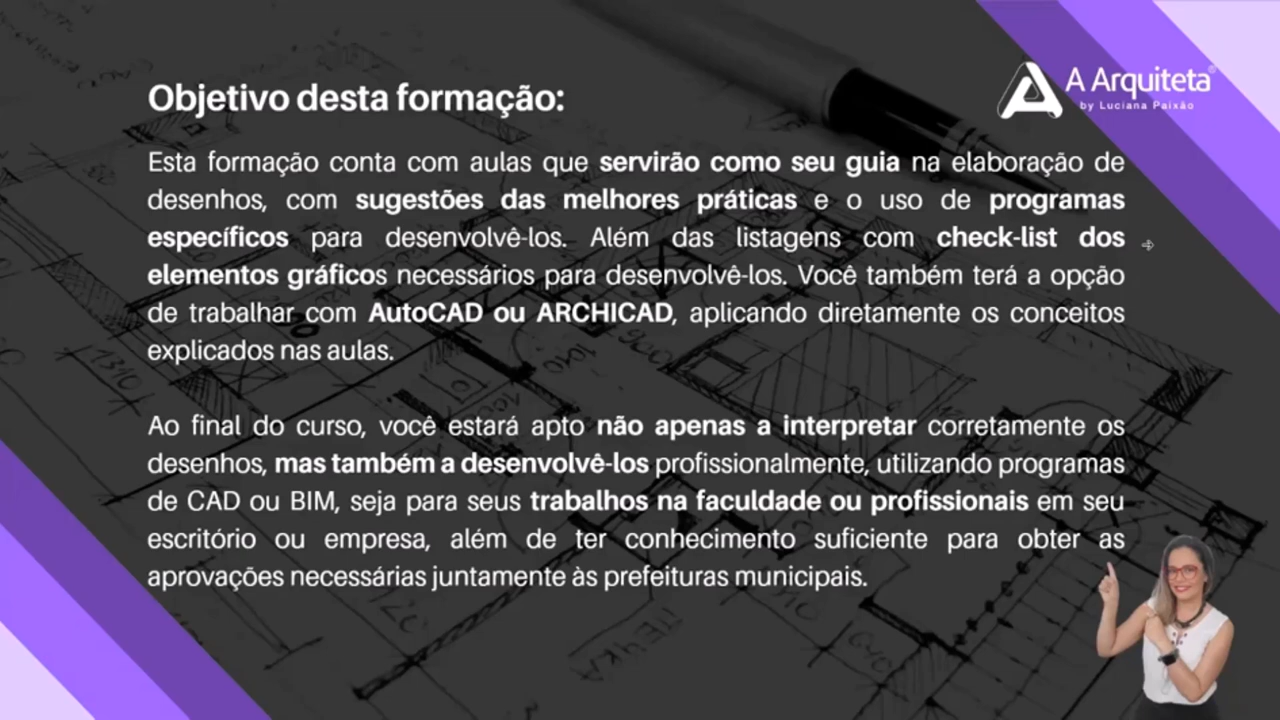 Objetivo desta formação:
A Arquiteta®
by Luciana Paixão
Esta formação conta com aulas que servirão como seu guia na elaboração de
desenhos, com sugestões das melhores práticas e o uso de programas
específicos para desenvolvê-los. Além das listagens com check-list dos
elementos gráficos necessários para desenvolvê-los. Você também terá a opção
de trabalhar com AutoCAD ou ARCHICAD, aplicando diretamente os conceitos
explicados nas aulas.
Ao final do curso, você estará apto não apenas a interpretar corretamente os
desenhos, mas também a desenvolvê-los profissionalmente, utilizando programas
de CAD ou BIM, seja para seus trabalhos na faculdade ou profissionais em seu
escritório ou empresa, além de ter conhecimento suficiente para obter as
aprovações necessárias juntamente às prefeituras municipais.
1310